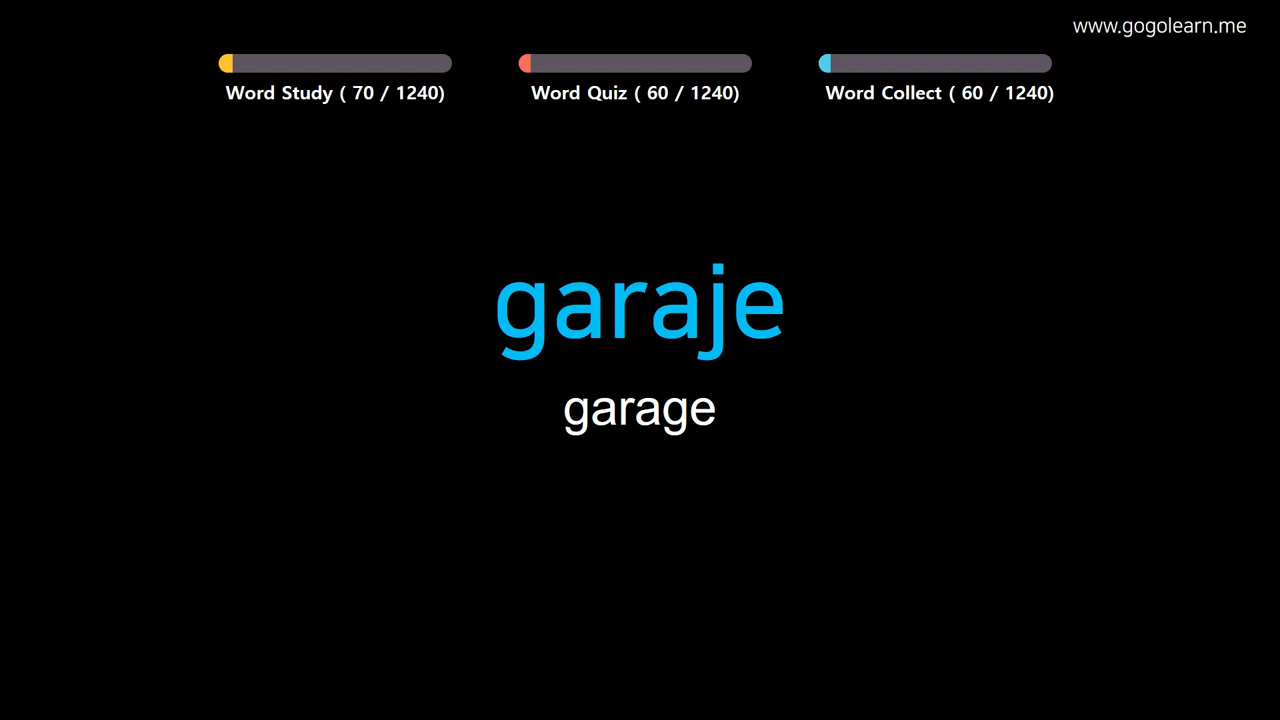 www.gogolearn.me
Word Study ( 70 / 1240)
Word Quiz ( 60 / 1240)
Word Collect ( 60 / 1240)
garaje
garage